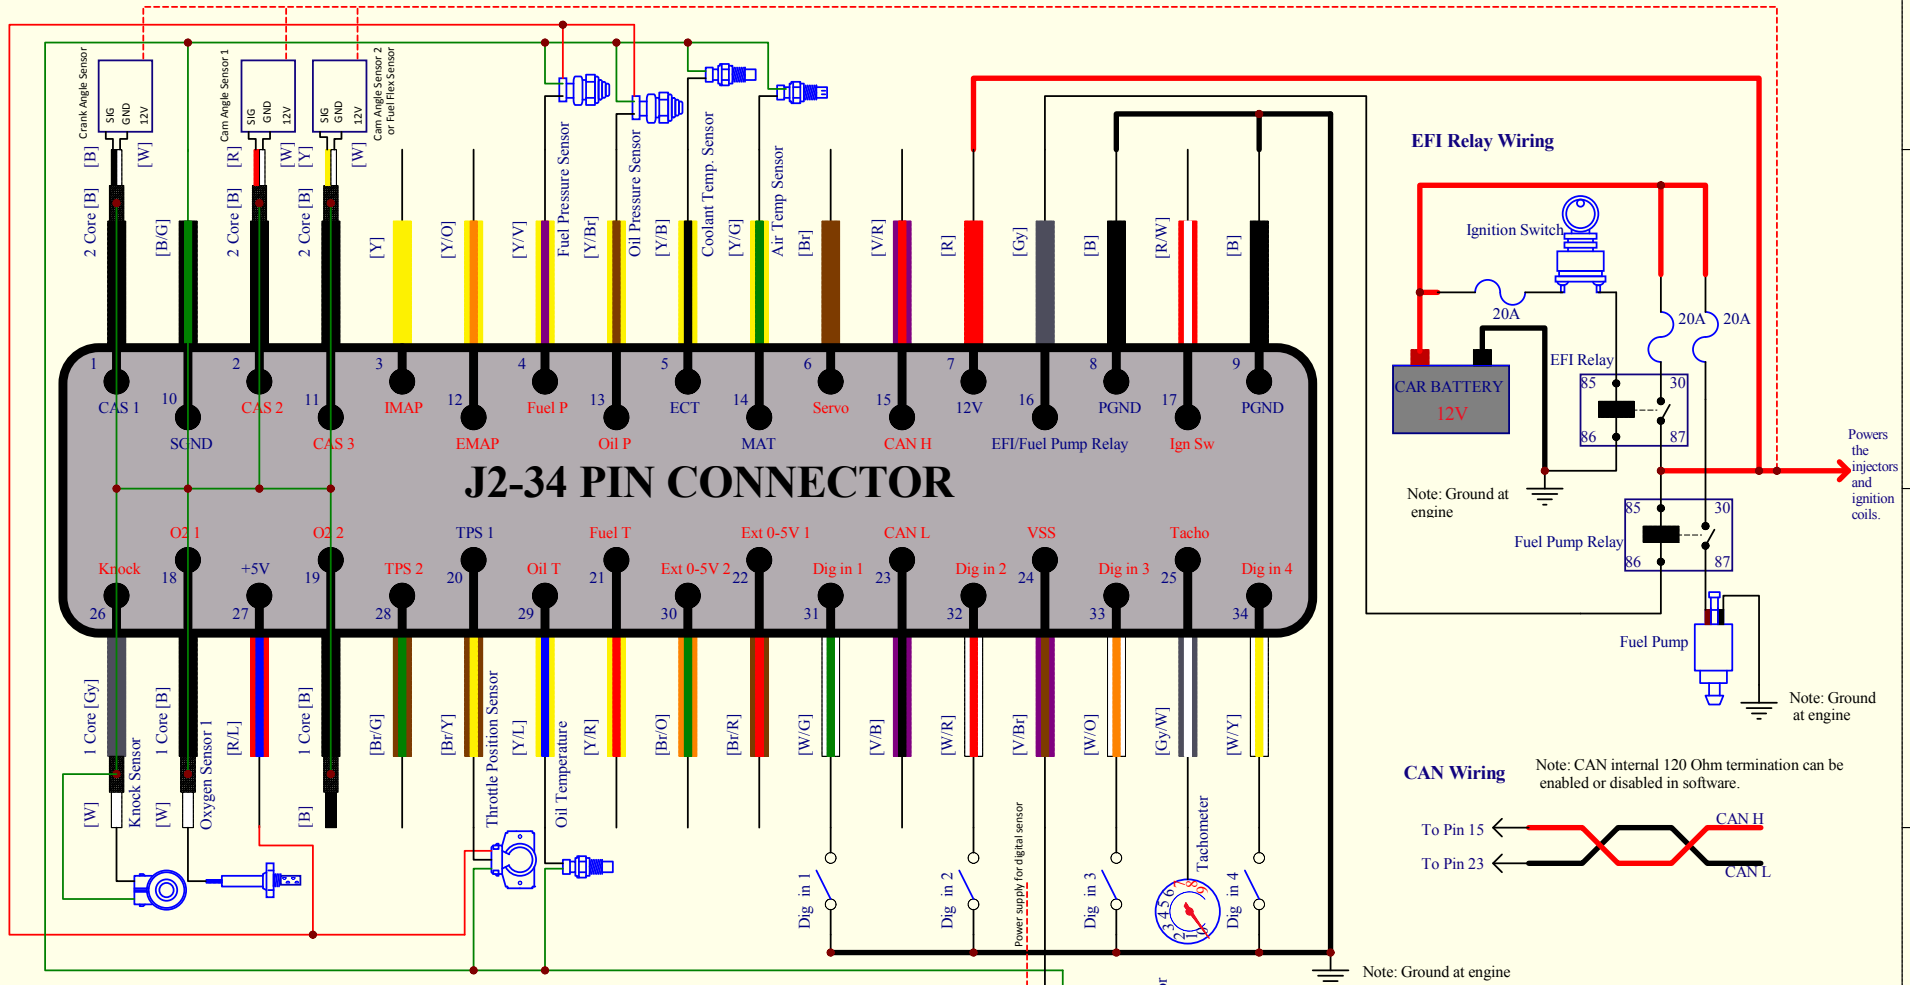 Crank Angle Sensor
SIG
GND
12V
Cam Angle Sensor 1
SIG
GND
12V
SIG
GND
12V
Cam Angle Sensor 2
or Fuel Flex Sensor
[B]
[W]
[R]
[W]
[Y]
[W]
2 Core [B]
[B/G]
2 Core [B]
2 Core [B]
[Y]
[Y/O]
[Y/V]
Fuel Pressure Sensor
[Y/Br]
Oil Pressure Sensor
[Y/B]
Coolant Temp. Sensor
[Y/G]
Air Temp Sensor
[Br]
[V/R]
[R]
[Gy]
[B]
[R/W]
[B]
1
CAS 1
10
SGND
2
CAS 2
11
CAS 3
3
IMAP
12
EMAP
4
Fuel P
13
Oil P
5
ECT
14
MAT
6
Servo
15
CAN H
7
12V
16
EFI/Fuel Pump Relay
8
PGND
17
Ign Sw
9
PGND
J2-34 PIN CONNECTOR
Knock
26
O2 1
18
+5V
27
O2 2
19
TPS 2
28
TPS 1
20
Oil T
29
Fuel T
21
Ext 0-5V 2
30
Ext 0-5V 1
22
Dig in 1
31
CAN L
23
Dig in 2
32
VSS
24
Dig in 3
33
Tacho
25
Dig in 4
34
1 Core [Gy]
1 Core [B]
[R/L]
1 Core [B]
[Br/G]
[Br/Y]
Throttle Position Sensor
[Y/L]
Oil Temperature
[Y/R]
[Br/O]
[Br/R]
[W/G]
[V/B]
[W/R]
[V/Br]
[W/O]
[Gy/W]
[W/Y]
[W]
Knock Sensor
[W]
Oxygen Sensor 1
[B]
Dig in 1
Dig in 2
Power supply for digital sensor
Dig in 3
Tachometer
1
2
3
4
5
6
7
8
9
Dig in 4
Note: Ground at engine
EFI Relay Wiring
Ignition Switch
20A
20A
20A
EFI Relay
85
30
86
87
CAR BATTERY
12V
Note: Ground at
engine
Powers
the
injectors
and
ignition
coils.
85
30
Fuel Pump Relay
86
87
Fuel Pump
Note: Ground
at engine
CAN Wiring
Note: CAN internal 120 Ohm termination can be
enabled or disabled in software.
To Pin 15
CAN H
To Pin 23
CAN L